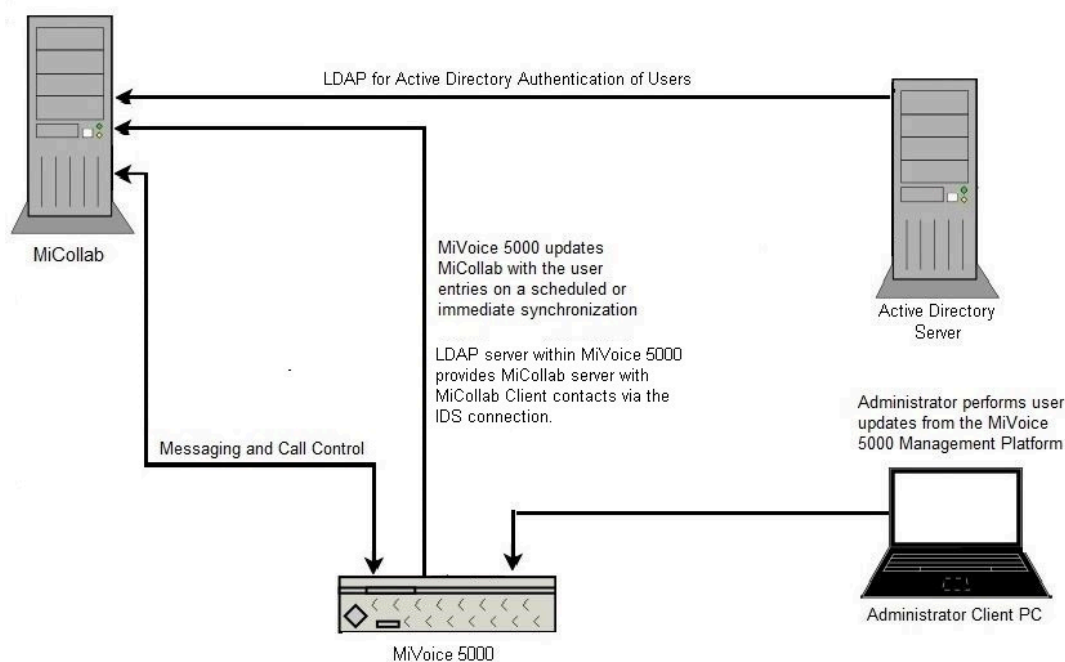 LDAP for Active Directory Authentication of Users
MiCollab
MiVoice 5000 updates
MiCollab with the user
entries on a scheduled or
immediate synchronization
Active Directory
Server
LDAP server within MiVoice 5000
provides MiCollab server with
MiCollab Client contacts via the
IDS connection.
Administrator performs user
updates from the MiVoice
5000 Management Platform
Messaging and Call Control
Administrator Client PC
MiVoice 5000